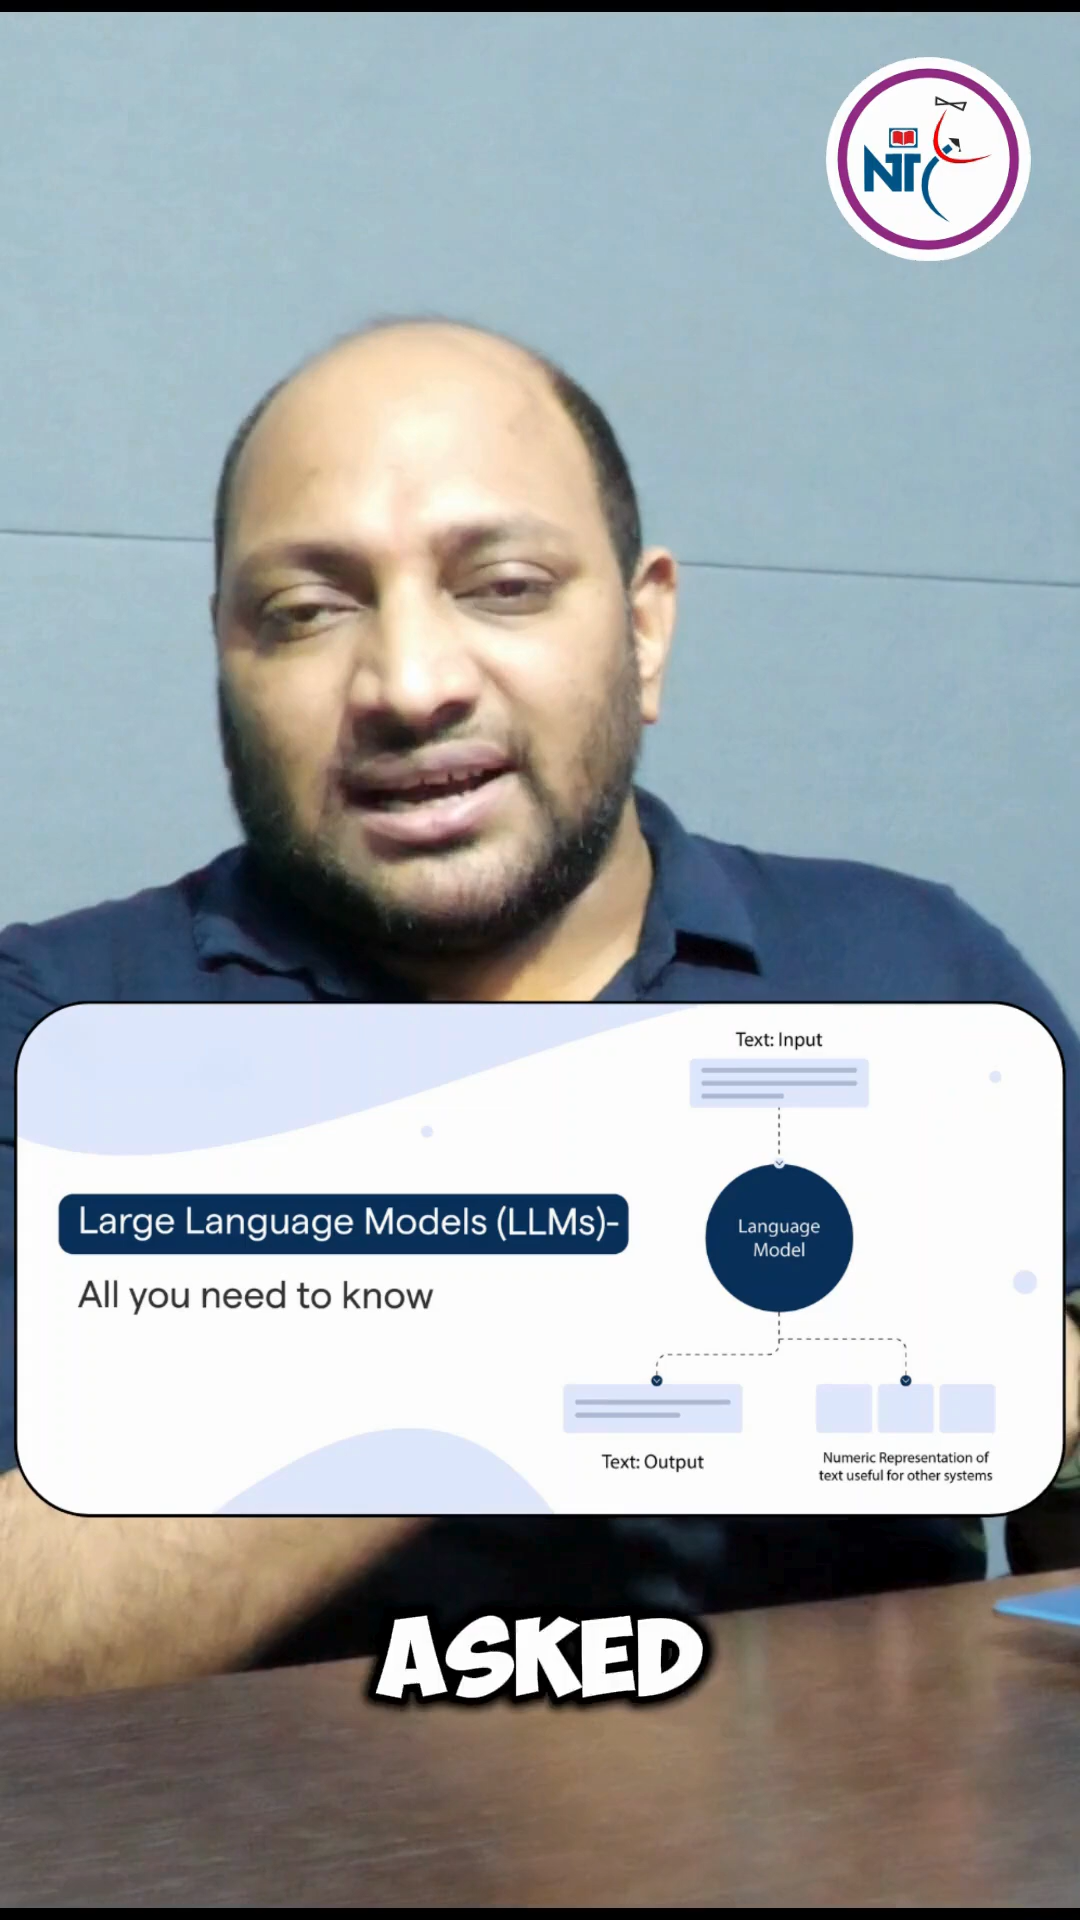 NTC
Text: Input
Large Language Models (LLMs)-
All you need to know
Language
Model
Text: Output
Numeric Representation of
text useful for other systems
ASKED